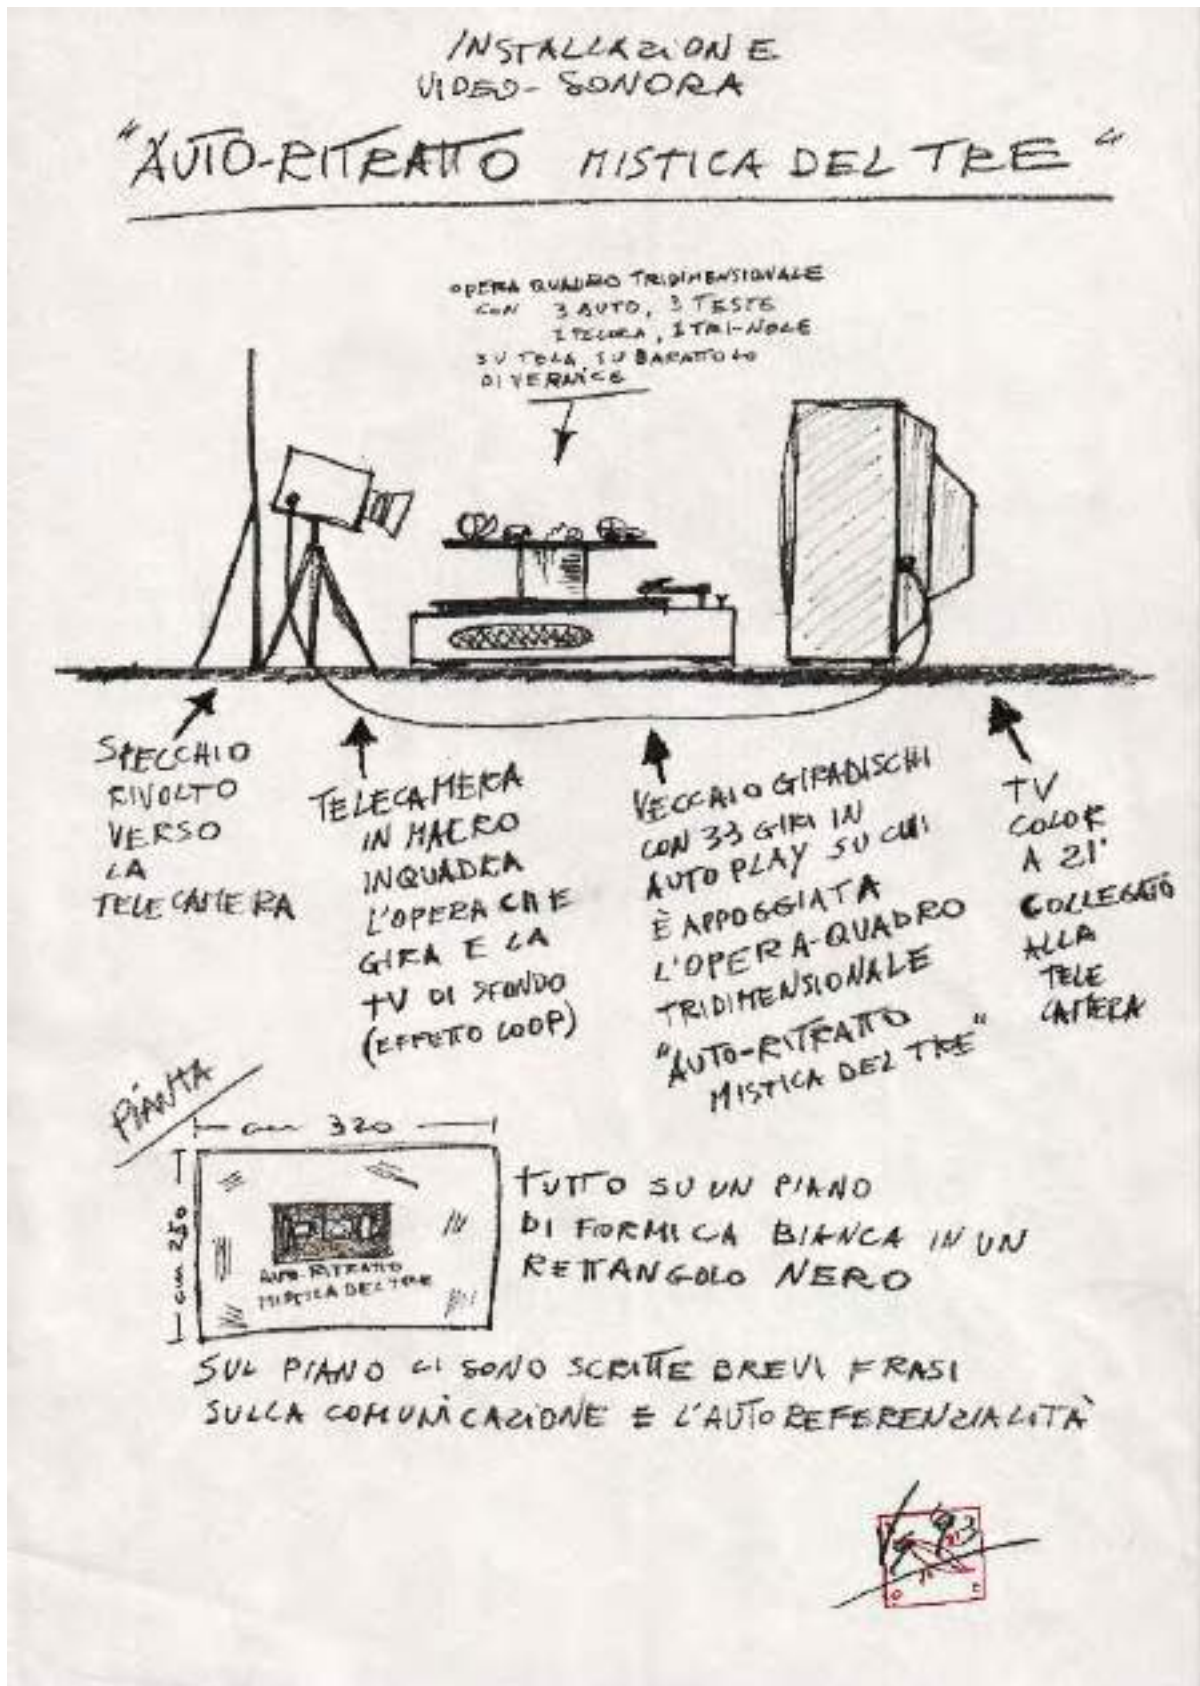 INSTALLAZIONE
VIDEO-SONORA
"AUTO-RITRATTO MISTICA DEL TRE"
OPERA QUADRO TRIDIMENSIONALE
CON 3 AUTO, 3 TESTE
1 PECORA, 1 TRI-NOCE
SU TELA SU BARATTOLO
DI VERNICE
SPECCHIO
RIVOLTO
VERSO
LA
TELECAMERA
TELECAMERA
IN MACRO
INQUADRA
L'OPERA CHE
GIRA E LA
TV DI SFONDO
(EFFETTO LOOP)
VECCHIO GIRADISCHI
CON 33 GIRI IN
AUTO PLAY SU CUI
È APPOGGIATA
L'OPERA-QUADRO
TRIDIMENSIONALE
"AUTO-RITRATTO
MISTICA DEL TRE"
TV
COLOR
A 21'
COLLEGATO
ALLA
TELE
CAMERA
PIANTA
cm 320
cm 250
AUTO-RITRATTO
MISTICA DEL TRE
TUTTO SU UN PIANO
DI FORMICA BIANCA IN UN
RETTANGOLO NERO
SUL PIANO CI SONO SCRITTE BREVI FRASI
SULLA COMUNICAZIONE E L'AUTOREFERENZIALITÀ
'93